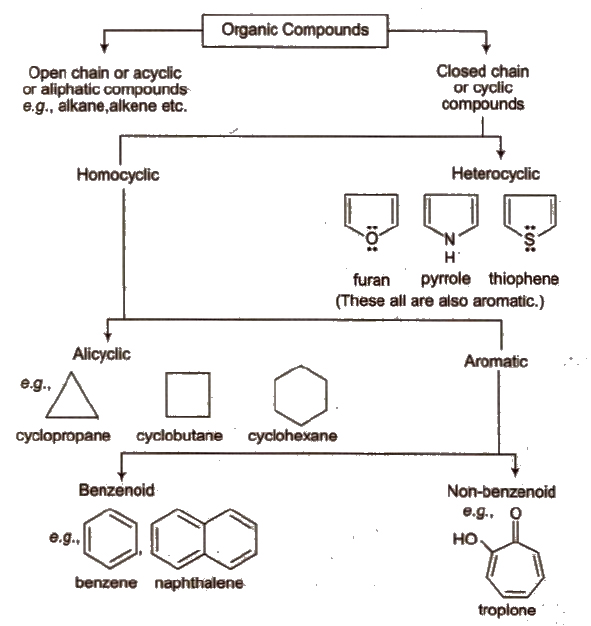 Organic Compounds
Open chain or acyclic
or aliphatic compounds
e.g., alkane,alkene etc.
Closed chain
or cyclic
compounds
Homocyclic
Heterocyclic
O
N
H
S
furan pyrrole thiophene
(These all are also aromatic.)
Alicyclic
e.g.,
cyclopropane cyclobutane cyclohexane
Aromatic
Benzenoid
e.g., ,
benzene naphthalene
Non-benzenoid
e.g., O
HO
troplone